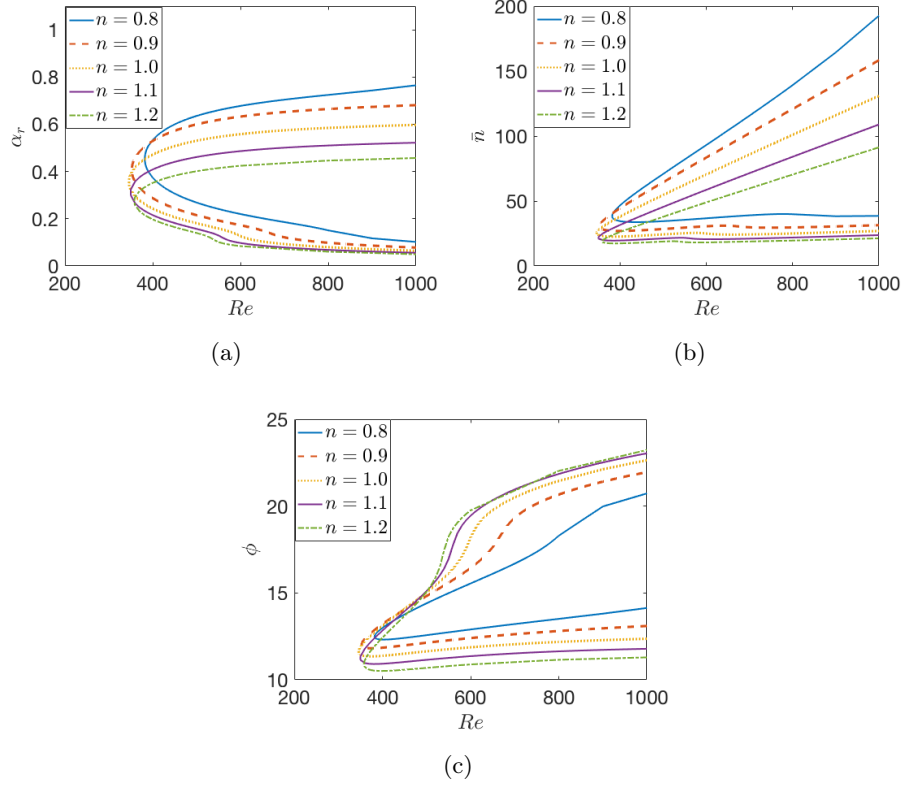 1
0.8
0.6
0.4
0.2
0
α_r
200 400 600 800 1000
Re
n = 0.8
n = 0.9
n = 1.0
n = 1.1
n = 1.2
(a)
200
150
100
50
0
n̄
200 400 600 800 1000
Re
n = 0.8
n = 0.9
n = 1.0
n = 1.1
n = 1.2
(b)
25
20
15
10
ϕ
200 400 600 800 1000
Re
n = 0.8
n = 0.9
n = 1.0
n = 1.1
n = 1.2
(c)